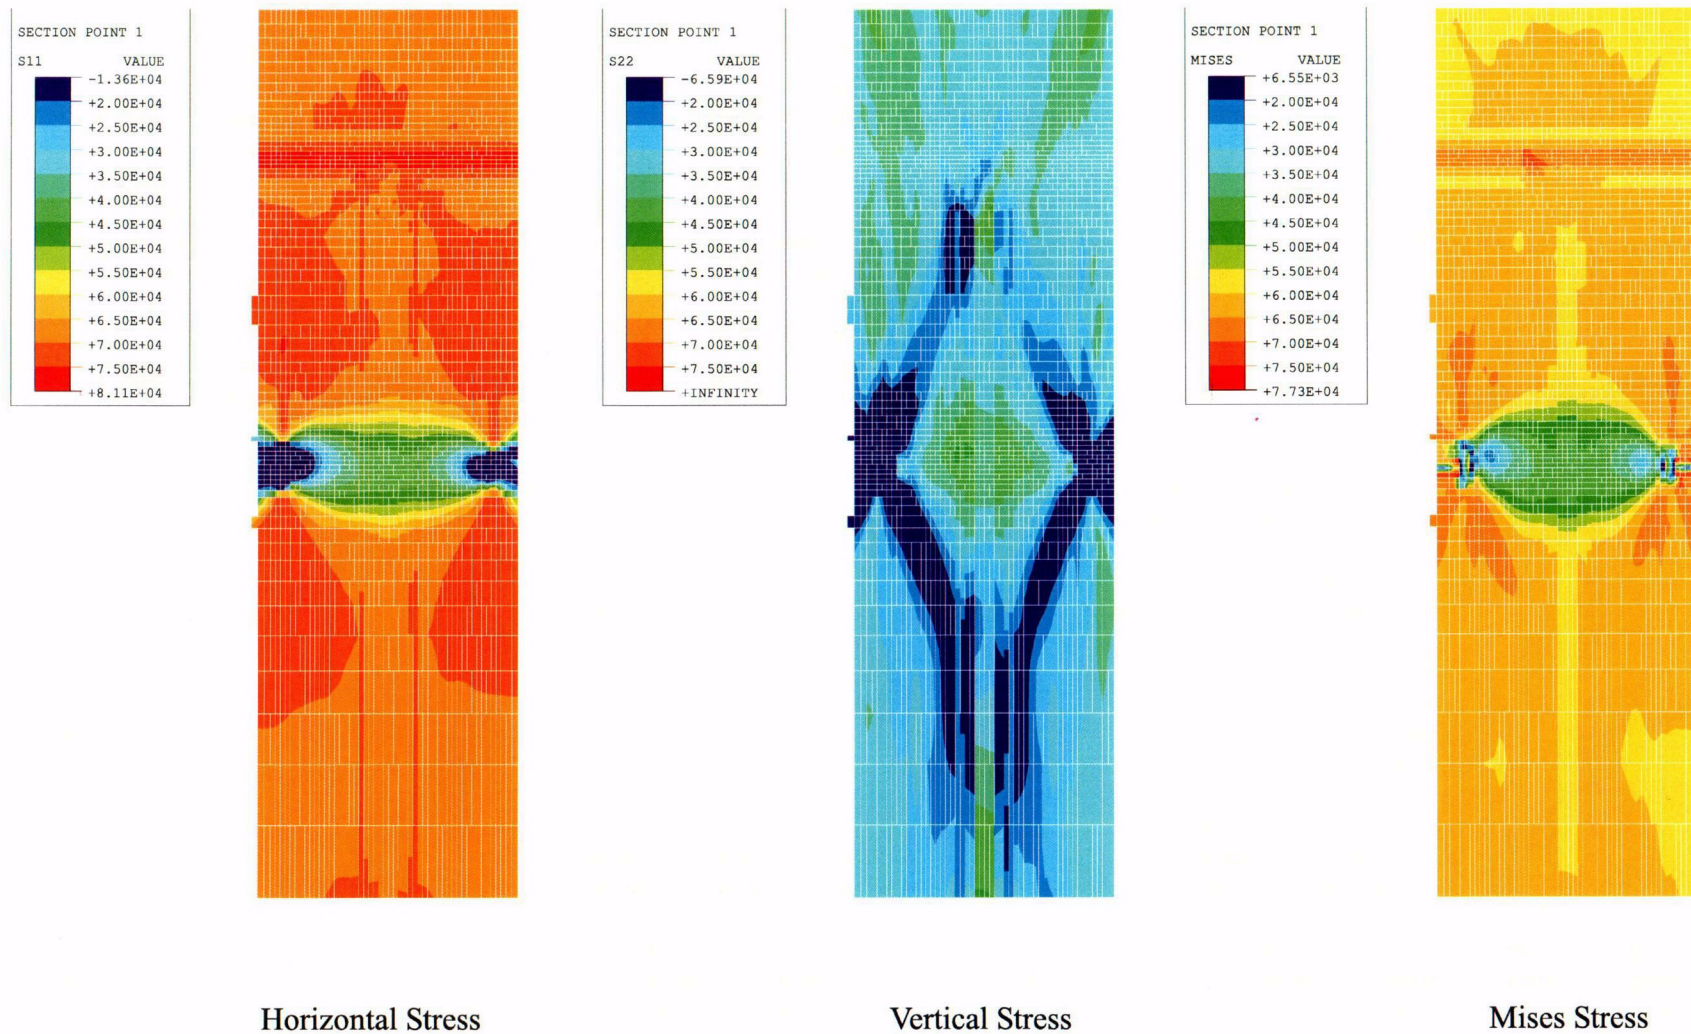 SECTION POINT 1
S11 VALUE
-1.36E+04
+2.00E+04
+2.50E+04
+3.00E+04
+3.50E+04
+4.00E+04
+4.50E+04
+5.00E+04
+5.50E+04
+6.00E+04
+6.50E+04
+7.00E+04
+7.50E+04
+8.11E+04
SECTION POINT 1
S22 VALUE
-6.59E+04
+2.00E+04
+2.50E+04
+3.00E+04
+3.50E+04
+4.00E+04
+4.50E+04
+5.00E+04
+5.50E+04
+6.00E+04
+6.50E+04
+7.00E+04
+7.50E+04
+INFINITY
SECTION POINT 1
MISES VALUE
+6.55E+03
+2.00E+04
+2.50E+04
+3.00E+04
+3.50E+04
+4.00E+04
+4.50E+04
+5.00E+04
+5.50E+04
+6.00E+04
+6.50E+04
+7.00E+04
+7.50E+04
+7.73E+04
Horizontal Stress
Vertical Stress
Mises Stress